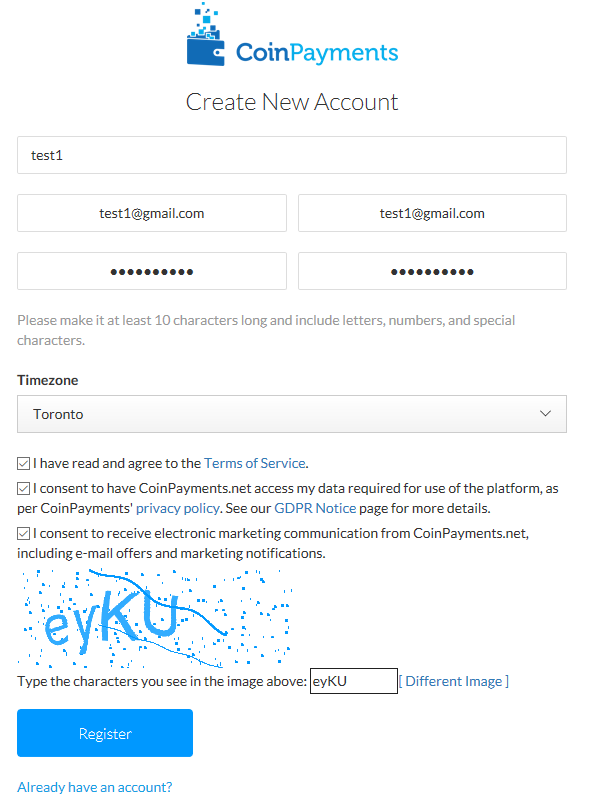 CoinPayments
Create New Account
test1
test1@gmail.com test1@gmail.com
●●●●●●●●●● ●●●●●●●●●●
Please make it at least 10 characters long and include letters, numbers, and special
characters.
Timezone
Toronto
I have read and agree to the Terms of Service.
I consent to have CoinPayments.net access my data required for use of the platform, as
per CoinPayments' privacy policy. See our GDPR Notice page for more details.
I consent to receive electronic marketing communication from CoinPayments.net,
including e-mail offers and marketing notifications.
eyKU
Type the characters you see in the image above: eyKU [ Different Image ]
Register
Already have an account?